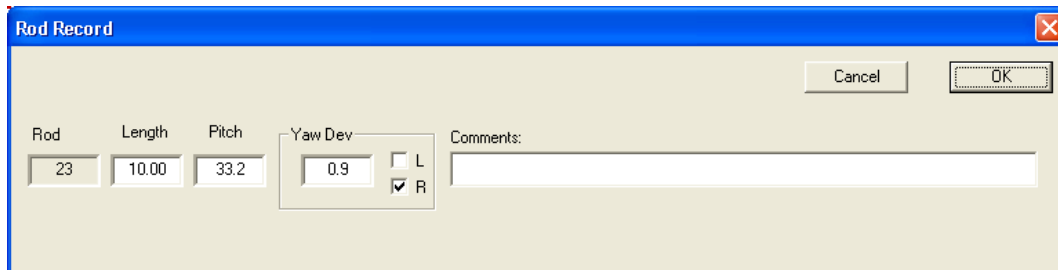 Rod Record
Cancel OK
Rod Length Pitch Yaw Dev Comments:
23 10.00 33.2 0.9 L
R